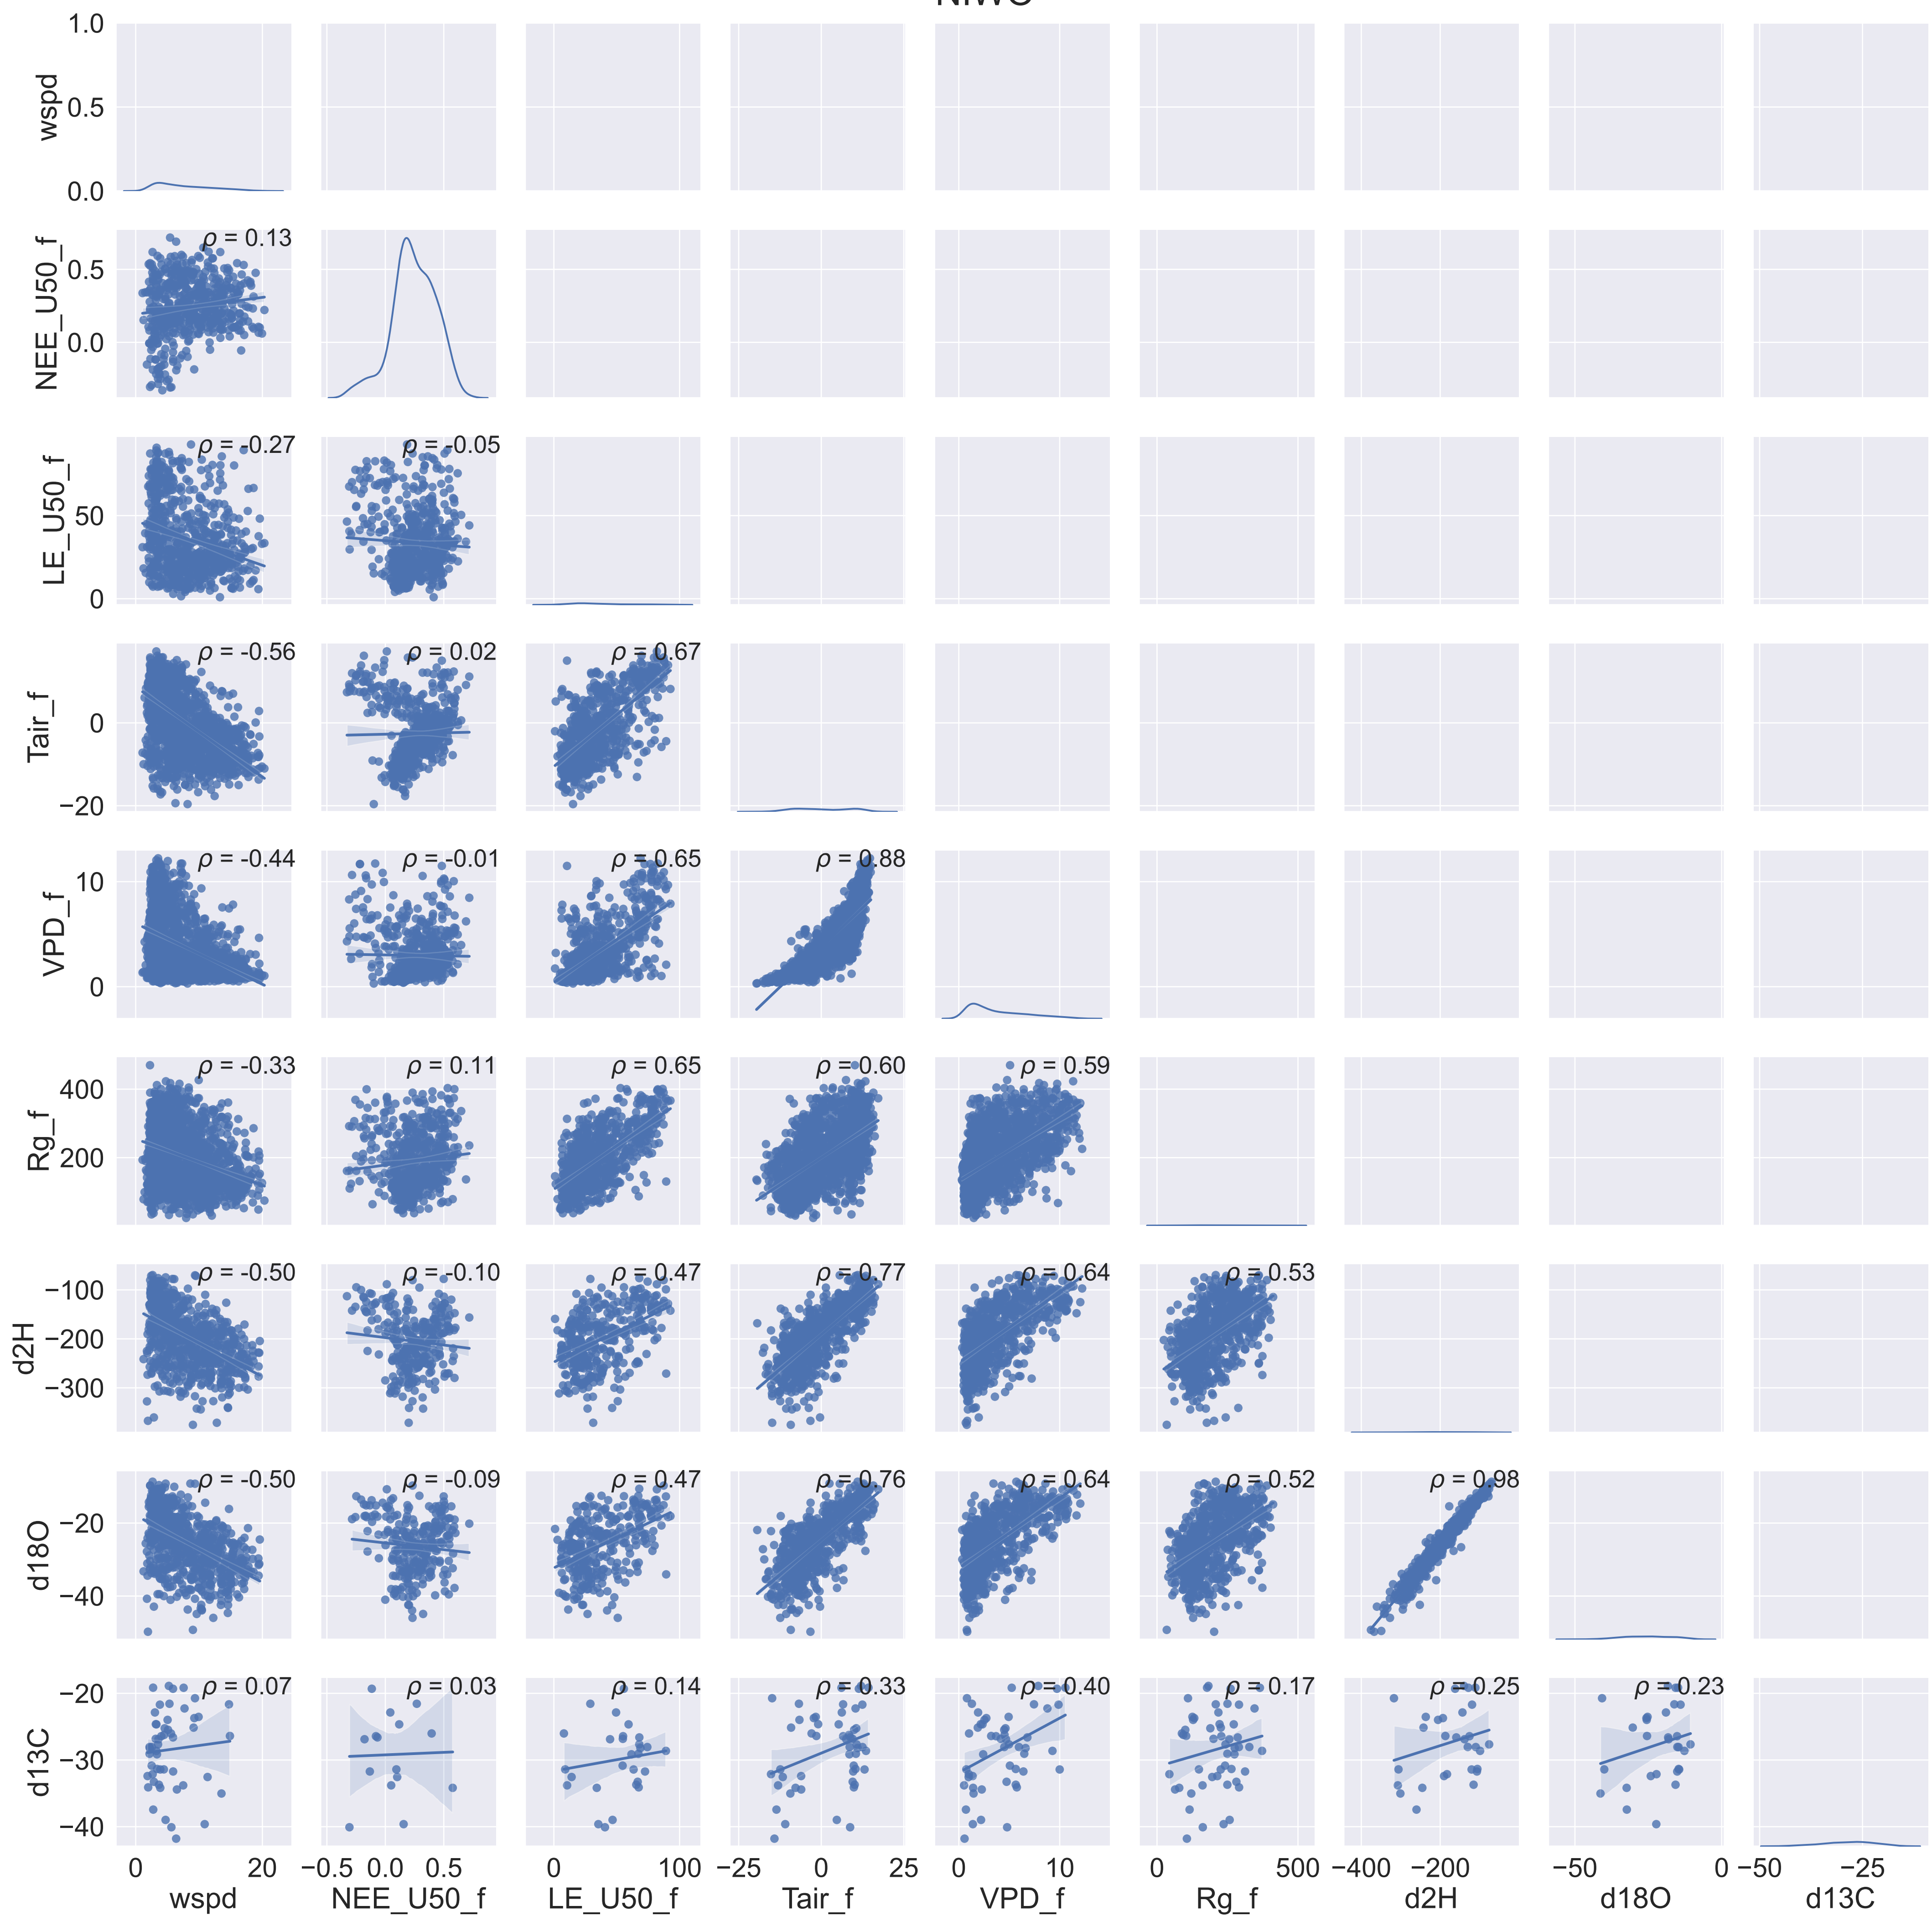 NIWO
1.0
0.5
0.0
wspd
ρ = 0.13
0.5
0.0
NEE_U50_f
ρ = -0.27
ρ = -0.05
50
0
LE_U50_f
ρ = -0.56
ρ = 0.02
ρ = 0.67
0
−20
Tair_f
ρ = -0.44
ρ = -0.01
ρ = 0.65
ρ = 0.88
10
0
VPD_f
ρ = -0.33
ρ = 0.11
ρ = 0.65
ρ = 0.60
ρ = 0.59
400
200
Rg_f
ρ = -0.50
ρ = -0.10
ρ = 0.47
ρ = 0.77
ρ = 0.64
ρ = 0.53
−100
−200
−300
d2H
ρ = -0.50
ρ = -0.09
ρ = 0.47
ρ = 0.76
ρ = 0.64
ρ = 0.52
ρ = 0.98
−20
−40
d18O
ρ = 0.07
ρ = 0.03
ρ = 0.14
ρ = 0.33
ρ = 0.40
ρ = 0.17
ρ = 0.25
ρ = 0.23
−20
−30
−40
d13C
0 20
−0.5 0.0 0.5
0 100
−25 0 25
0 10
0 500
−400 −200
−50 0
−50 −25
wspd
NEE_U50_f
LE_U50_f
Tair_f
VPD_f
Rg_f
d2H
d18O
d13C